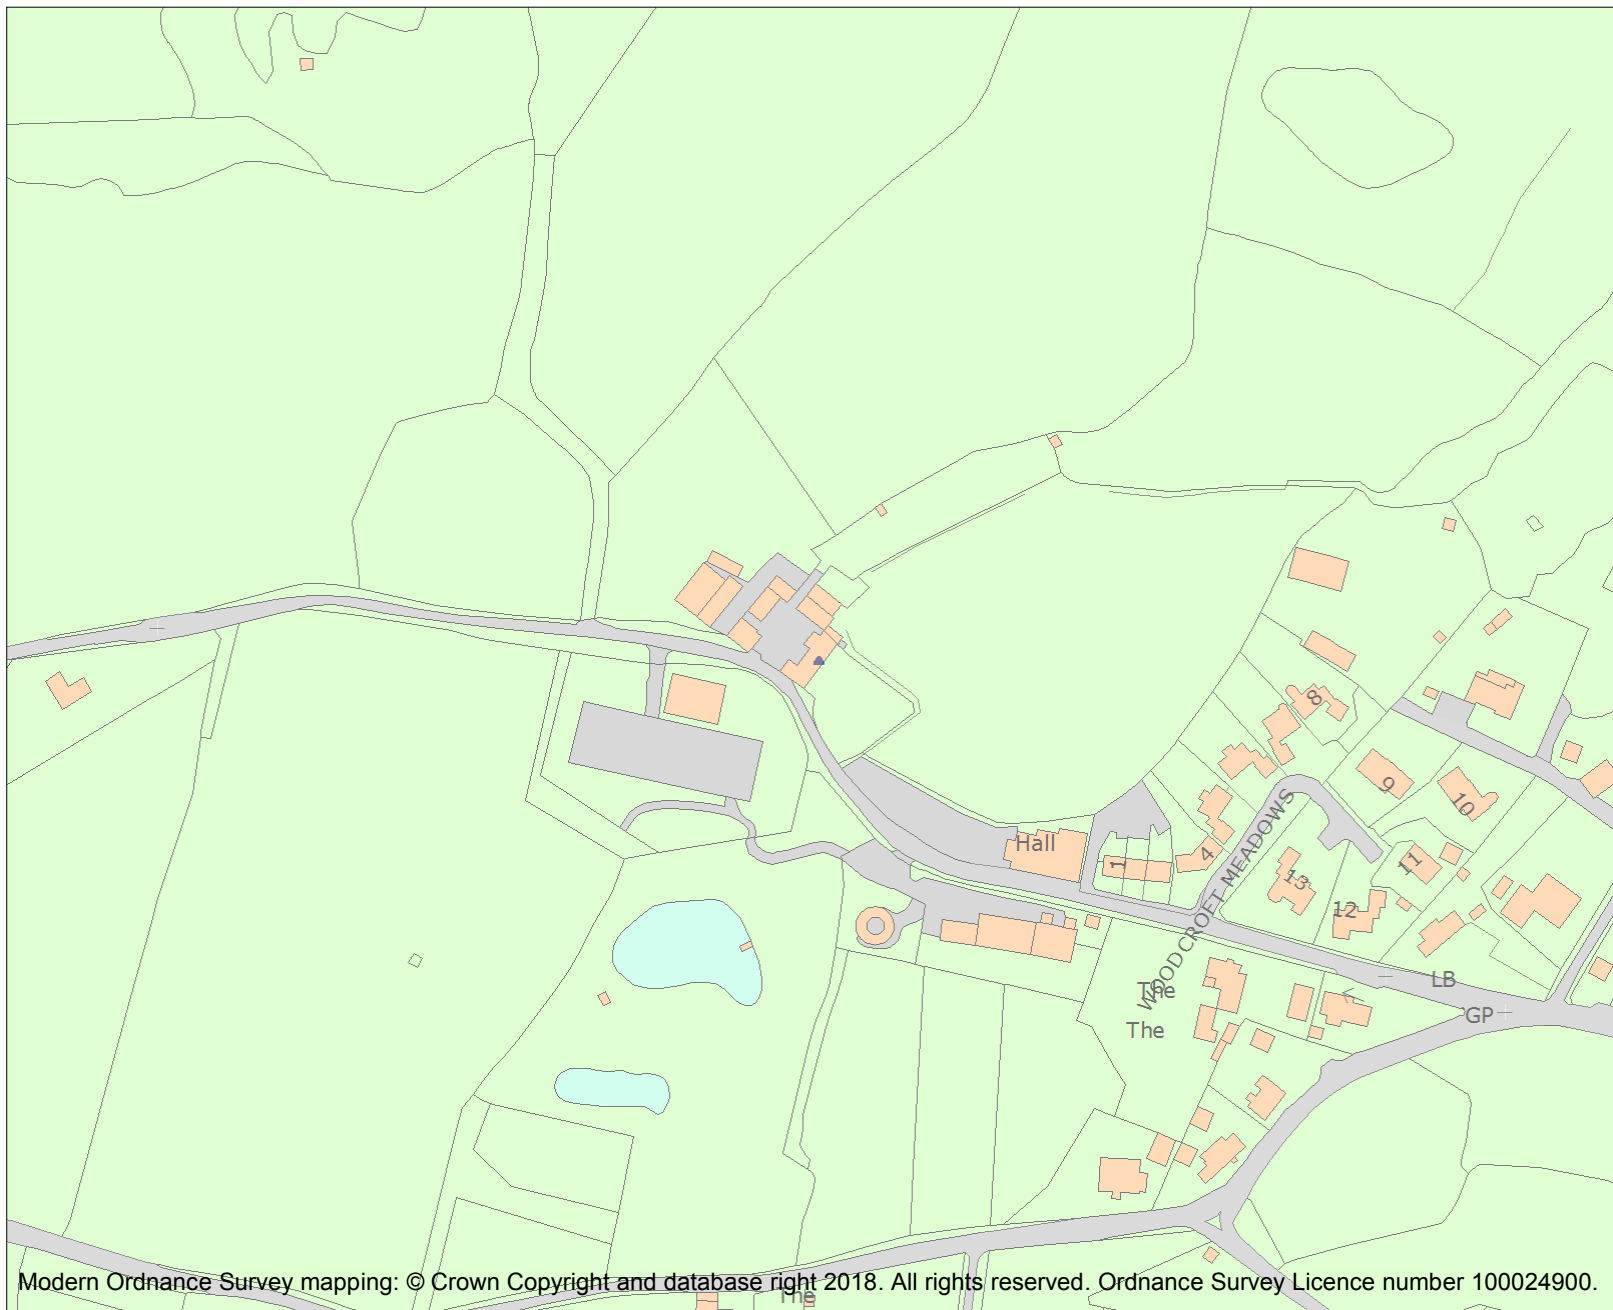 8
9
10
WOODCROFT MEADOWS
Hall
1
4
11
13
12
LB
The
GP
The
Modern Ordnance Survey mapping: © Crown Copyright and database right 2018. All rights reserved. Ordnance Survey Licence number 100024900.
The